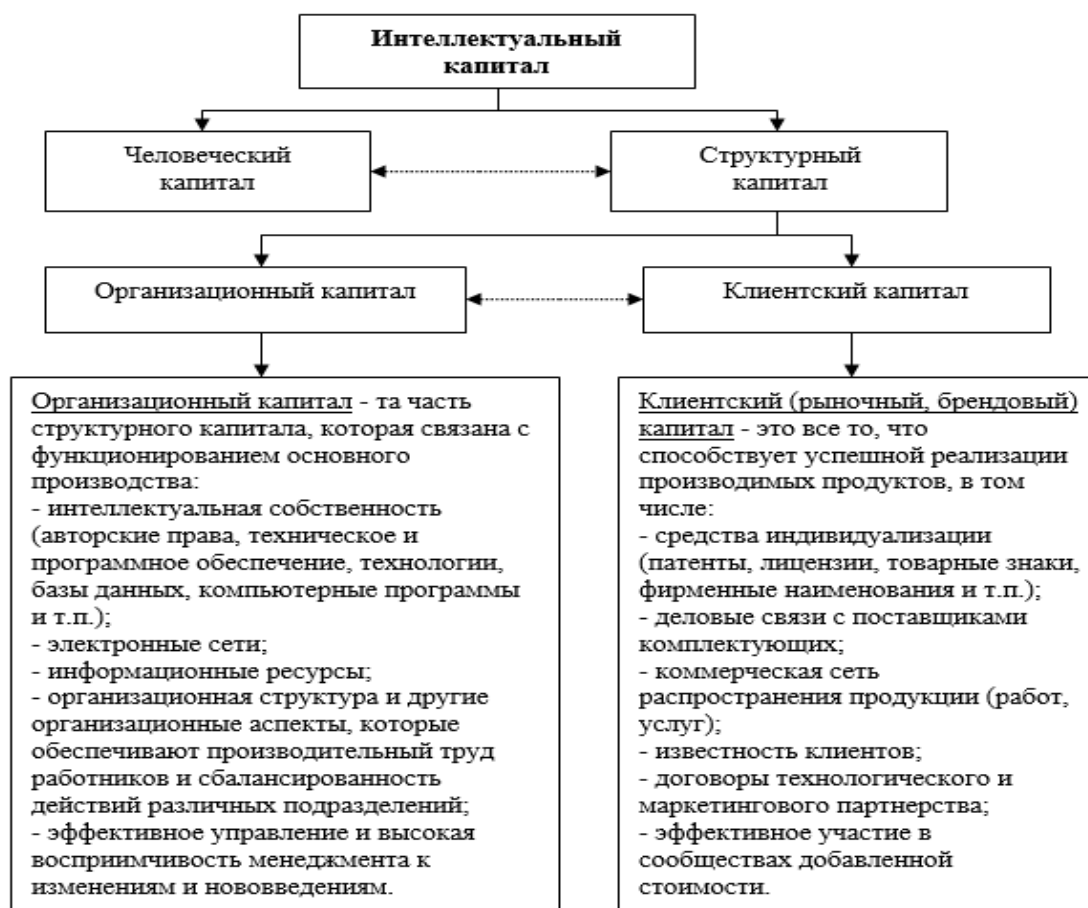 Интеллектуальный
капитал
Человеческий
капитал
Структурный
капитал
Организационный капитал
Клиентский капитал
Организационный капитал - та часть
структурного капитала, которая связана с
функционированием основного
производства:
- интеллектуальная собственность
(авторские права, техническое и
программное обеспечение, технологии,
базы данных, компьютерные программы
и т.п.);
- электронные сети;
- информационные ресурсы;
- организационная структура и другие
организационные аспекты, которые
обеспечивают производительный труд
работников и сбалансированность
действий различных подразделений;
- эффективное управление и высокая
восприимчивость менеджмента к
изменениям и нововведениям.
Клиентский (рыночный, брендовый)
капитал - это все то, что
способствует успешной реализации
производимых продуктов, в том
числе:
- средства индивидуализации
(патенты, лицензии, товарные знаки,
фирменные наименования и т.п.);
- деловые связи с поставщиками
комплектующих;
- коммерческая сеть
распространения продукции (работ,
услуг);
- известность клиентов;
- договоры технологического и
маркетингового партнерства;
- эффективное участие в
сообществах добавленной
стоимости.